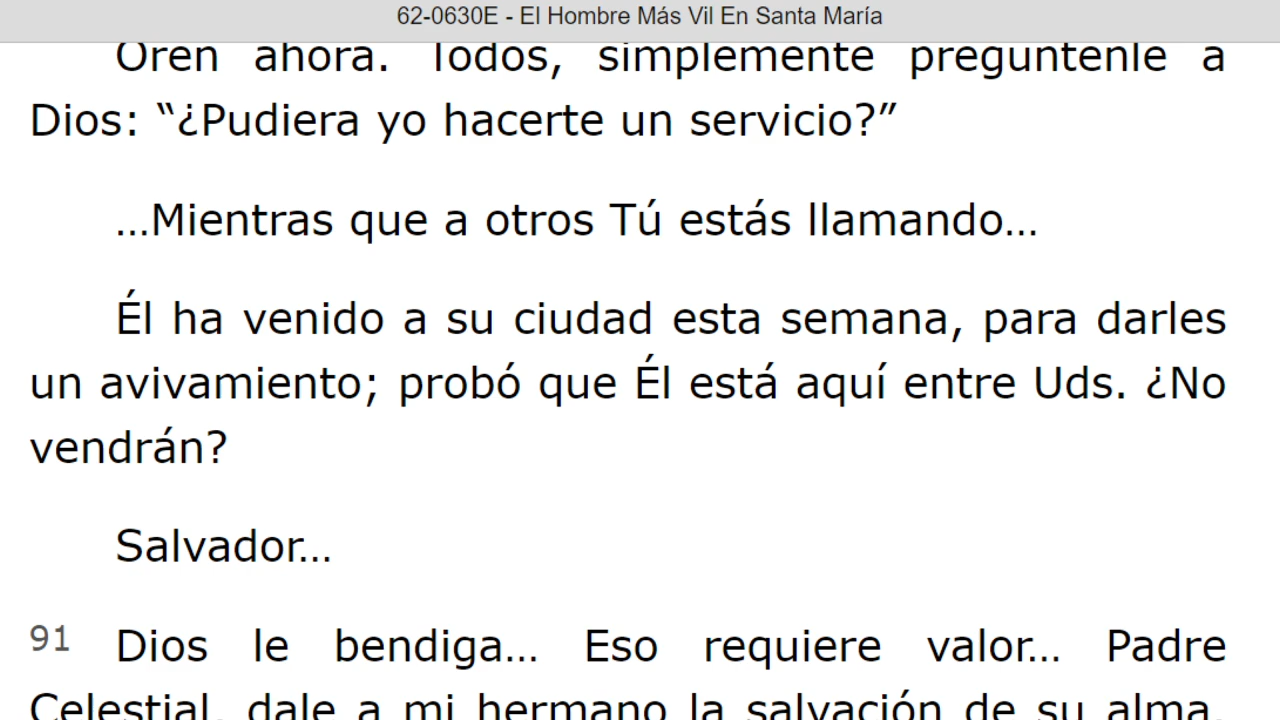 62-0630E - El Hombre Más Vil En Santa María
Oren ahora. Todos, simplemente pregúntenle a
Dios: “¿Pudiera yo hacerte un servicio?”
…Mientras que a otros Tú estás llamando…
Él ha venido a su ciudad esta semana, para darles
un avivamiento; probó que Él está aquí entre Uds. ¿No
vendrán?
Salvador…
91 Dios le bendiga… Eso requiere valor… Padre
Celestial, dale a mi hermano la salvación de su alma.